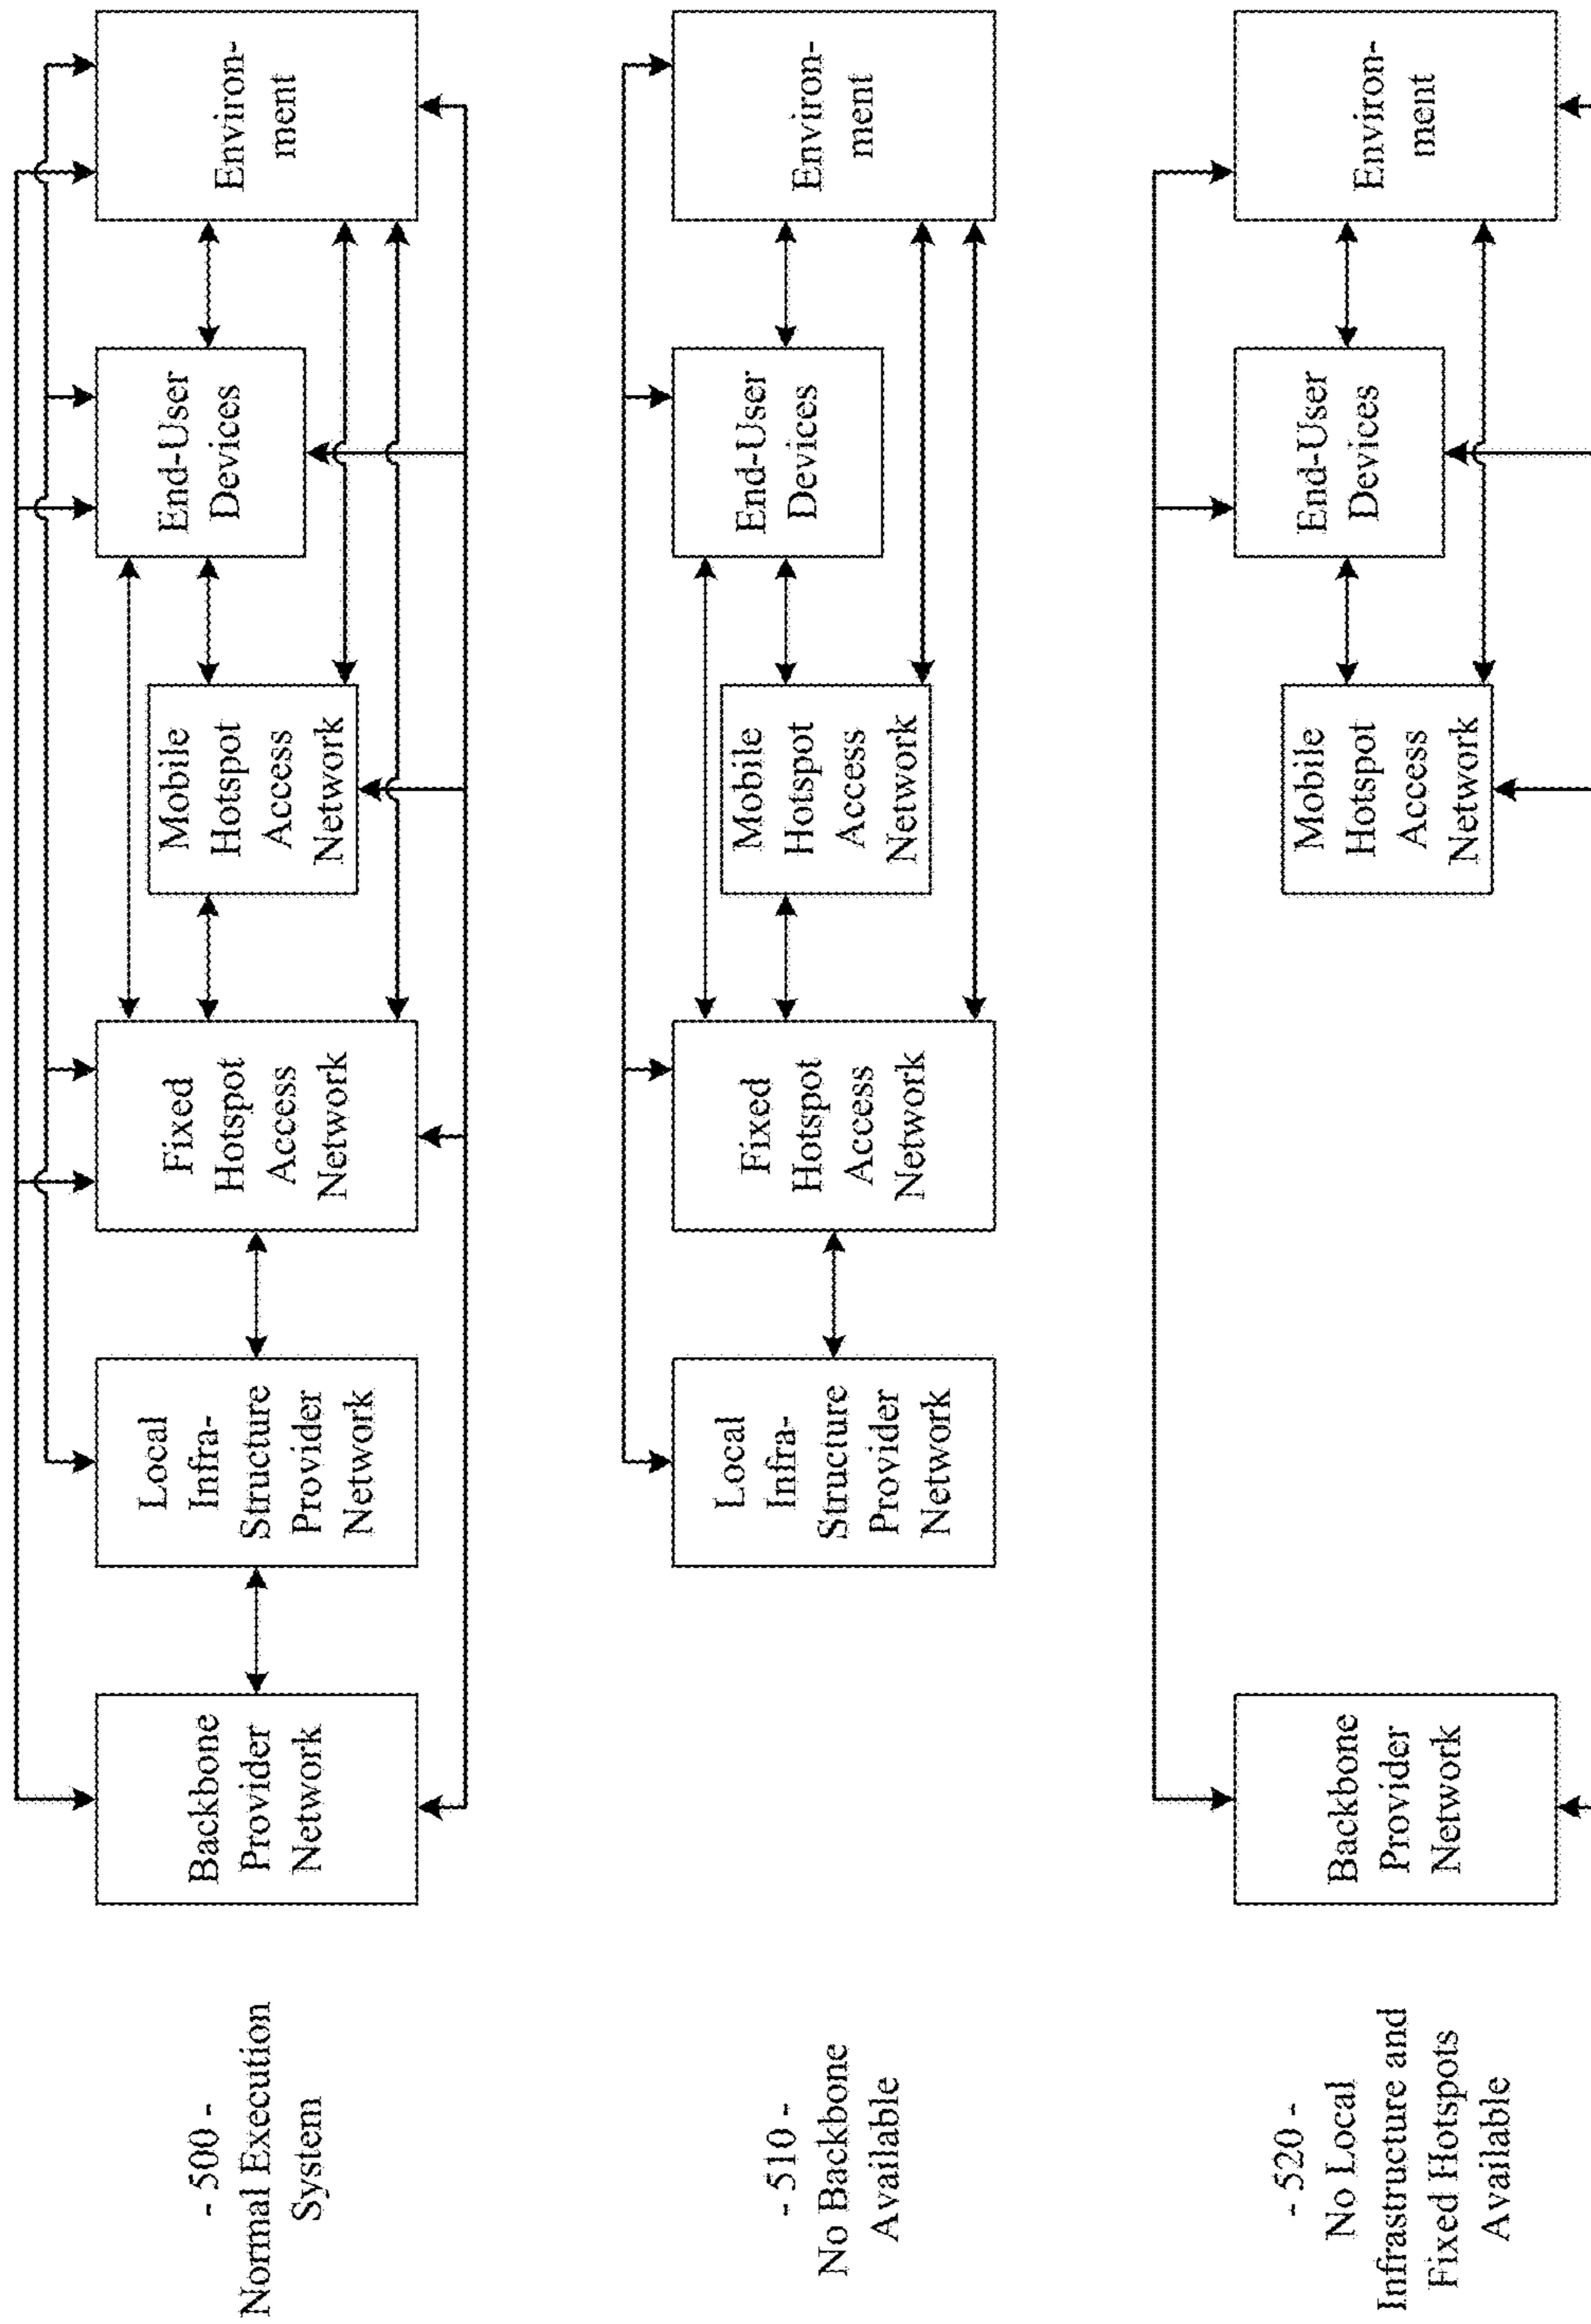 - 500 -
Normal Execution
System
Backbone
Provider
Network
Local
Infra-
Structure
Provider
Network
Fixed
Hotspot
Access
Network
Mobile
Hotspot
Access
Network
End-User
Devices
Environ-
ment
- 510 -
No Backbone
Available
Local
Infra-
Structure
Provider
Network
Fixed
Hotspot
Access
Network
Mobile
Hotspot
Access
Network
End-User
Devices
Environ-
ment
- 520 -
No Local
Infrastructure and
Fixed Hotspots
Available
Backbone
Provider
Network
Mobile
Hotspot
Access
Network
End-User
Devices
Environ-
ment